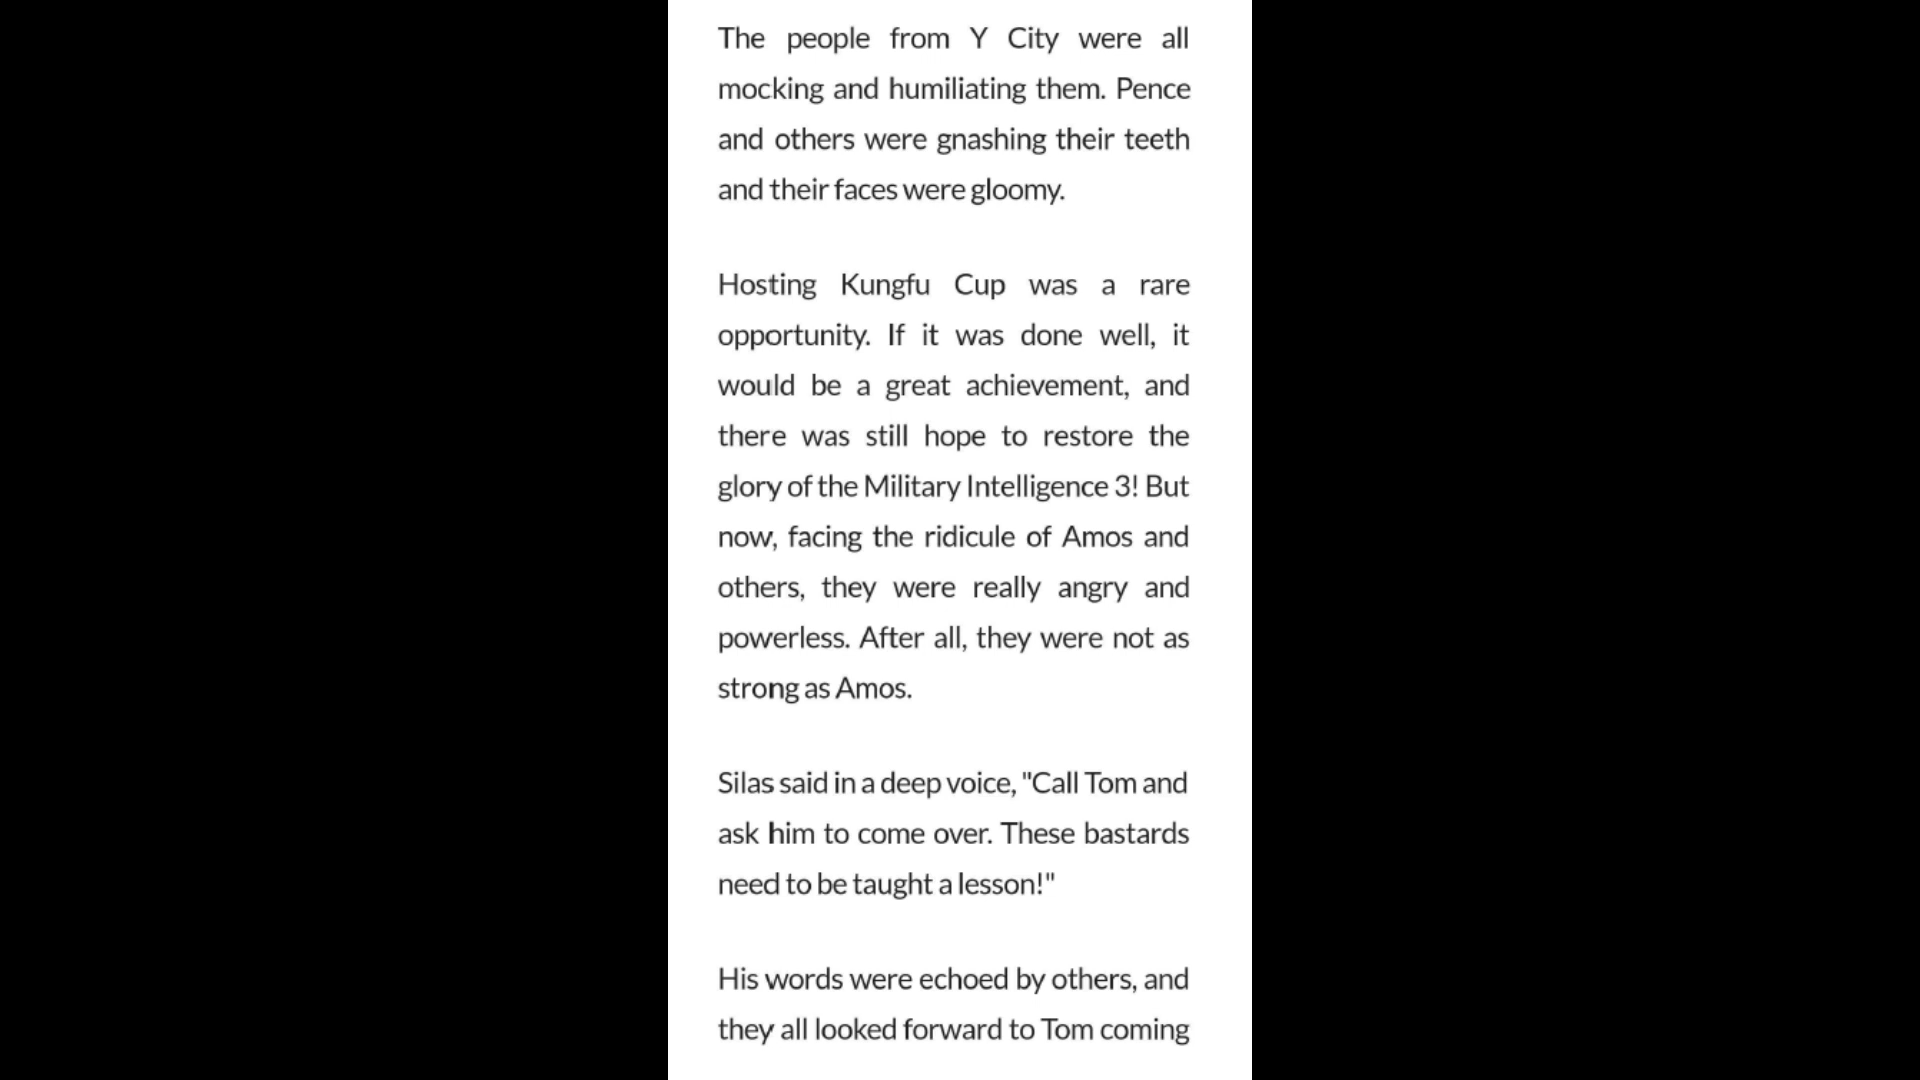 The people from Y City were all
mocking and humiliating them. Pence
and others were gnashing their teeth
and their faces were gloomy.
Hosting Kungfu Cup was a rare
opportunity. If it was done well, it
would be a great achievement, and
there was still hope to restore the
glory of the Military Intelligence 3! But
now, facing the ridicule of Amos and
others, they were really angry and
powerless. After all, they were not as
strong as Amos.
Silas said in a deep voice, "Call Tom and
ask him to come over. These bastards
need to be taught a lesson!"
His words were echoed by others, and
they all looked forward to Tom coming